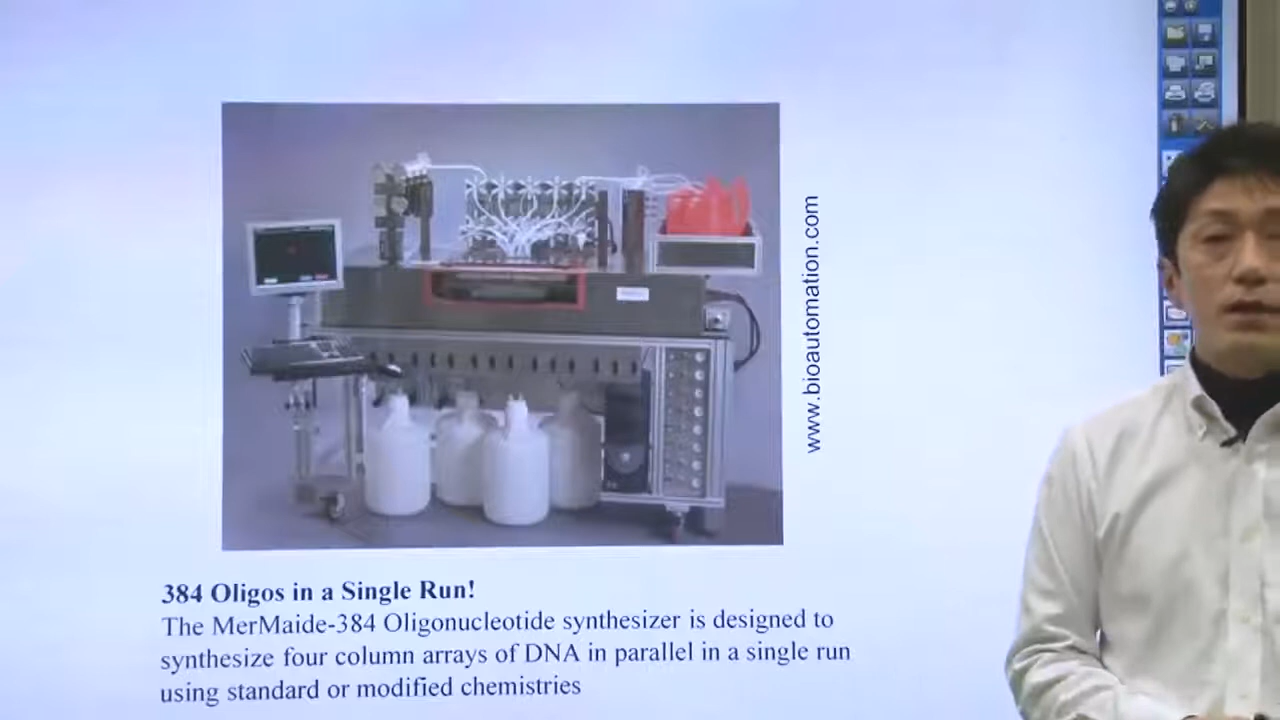 www.bioautomation.com
384 Oligos in a Single Run!
The MerMaide-384 Oligonucleotide synthesizer is designed to
synthesize four column arrays of DNA in parallel in a single run
using standard or modified chemistries